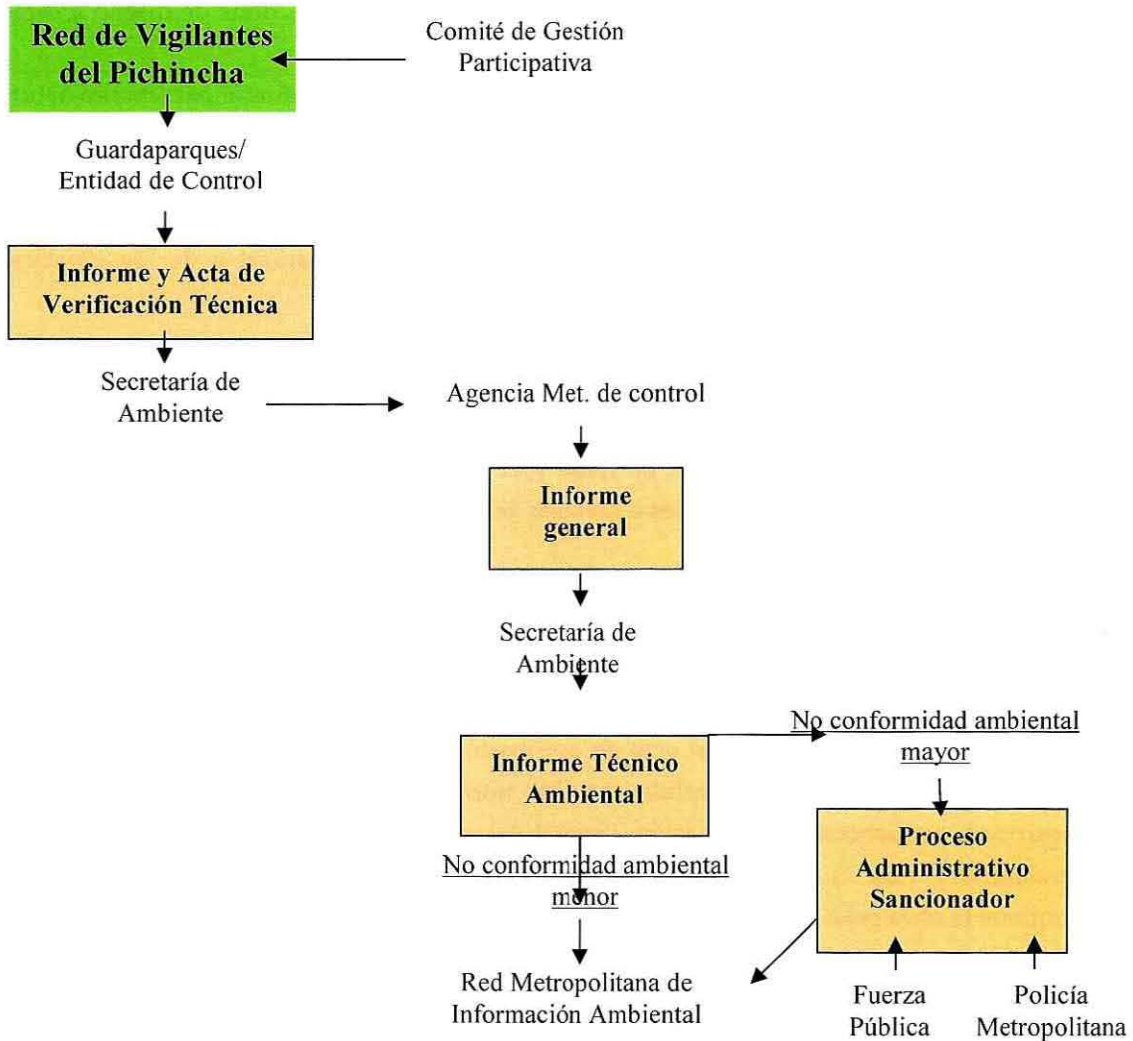 Red de Vigilantes
del Pichincha
Comité de Gestión
Participativa
Guardaparques/
Entidad de Control
Informe y Acta de
Verificación Técnica
Secretaría de
Ambiente
Agencia Met. de control
Informe
general
Secretaría de
Ambiente
Informe Técnico
Ambiental
No conformidad ambiental
mayor
No conformidad ambiental
menor
Proceso
Administrativo
Sancionador
Red Metropolitana de
Información Ambiental
Fuerza
Pública
Policía
Metropolitana